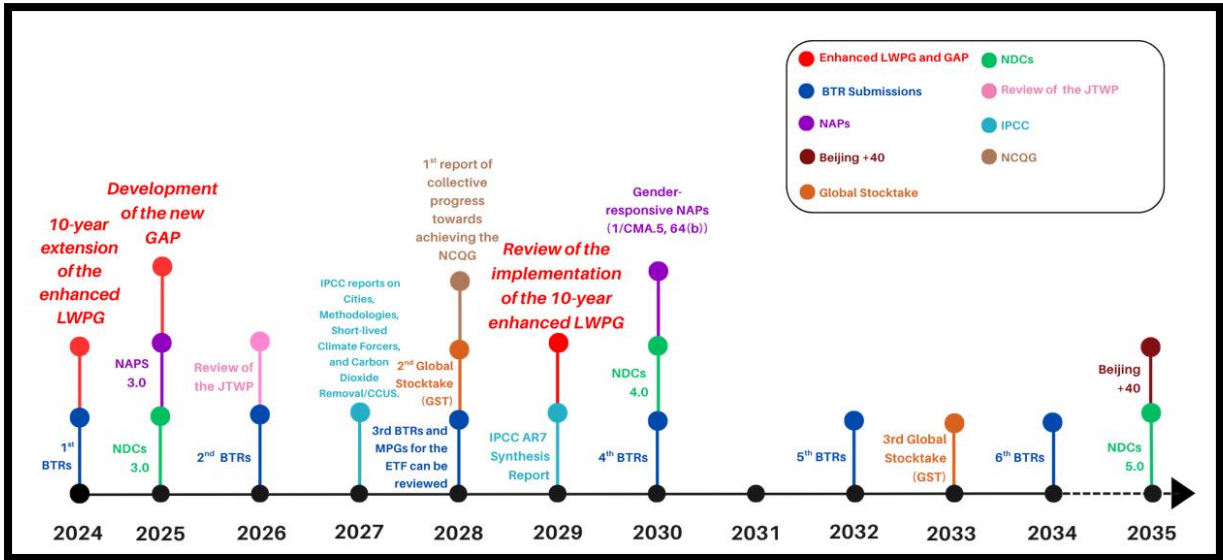 Enhanced LWPG and GAP
BTR Submissions
NAPs
Beijing +40
Global Stocktake
NDCs
Review of the JTWP
IPCC
NCQG
10-year
extension
of the
enhanced
LWPG
1st
BTRs
Development
of the new
GAP
NAPS
3.0
NDCs
3.0
Review of
the JTWP
2nd BTRs
IPCC reports on
Cities,
Methodologies,
Short-lived
Climate Forcers,
and Carbon
Dioxide
Removal/CCUS.
1st report of
collective
progress
towards
achieving the
NCQG
2nd Global
Stocktake
(GST)
3rd BTRs and
MPGs for the
ETF can be
reviewed
Review of the
implementation
of the 10-year
enhanced LWPG
IPCC AR7
Synthesis
Report
Gender-
responsive NAPs
(1/CMA.5, 64(b))
NDCs
4.0
4th BTRs
5th BTRs
3rd Global
Stocktake
(GST)
6th BTRs
Beijing
+40
NDCs
5.0
2024 2025 2026 2027 2028 2029 2030 2031 2032 2033 2034 2035